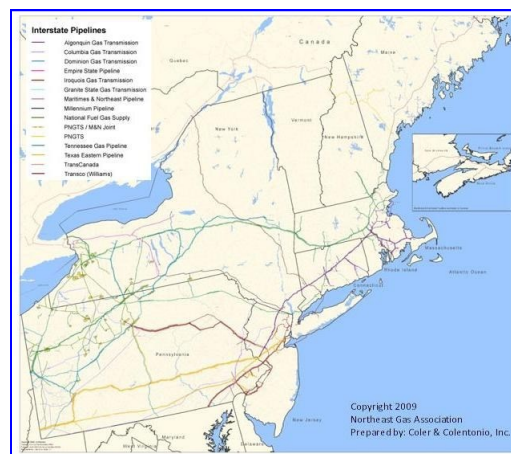 Interstate Pipelines
Algonquin Gas Transmission
Columbia Gas Transmission
Dominion Gas Transmission
Empire State Pipeline
Iroquois Gas Transmission
Granite State Gas Transmission
Maritimes & Northeast Pipeline
Millennium Pipeline
National Fuel Gas Supply
PNGTS / M&N Joint
PNGTS
Tennessee Gas Pipeline
Texas Eastern Pipeline
TransCanada
Transco (Williams)
Canada
Quebec
Maine
New York
Vermont
New Hampshire
Massachusetts
Rhode Island
Connecticut
Atlantic Ocean
Pennsylvania
New Jersey
Maryland
West Virginia
Delaware
Copyright 2009
Northeast Gas Association
Prepared by: Coler & Colentonio, Inc.